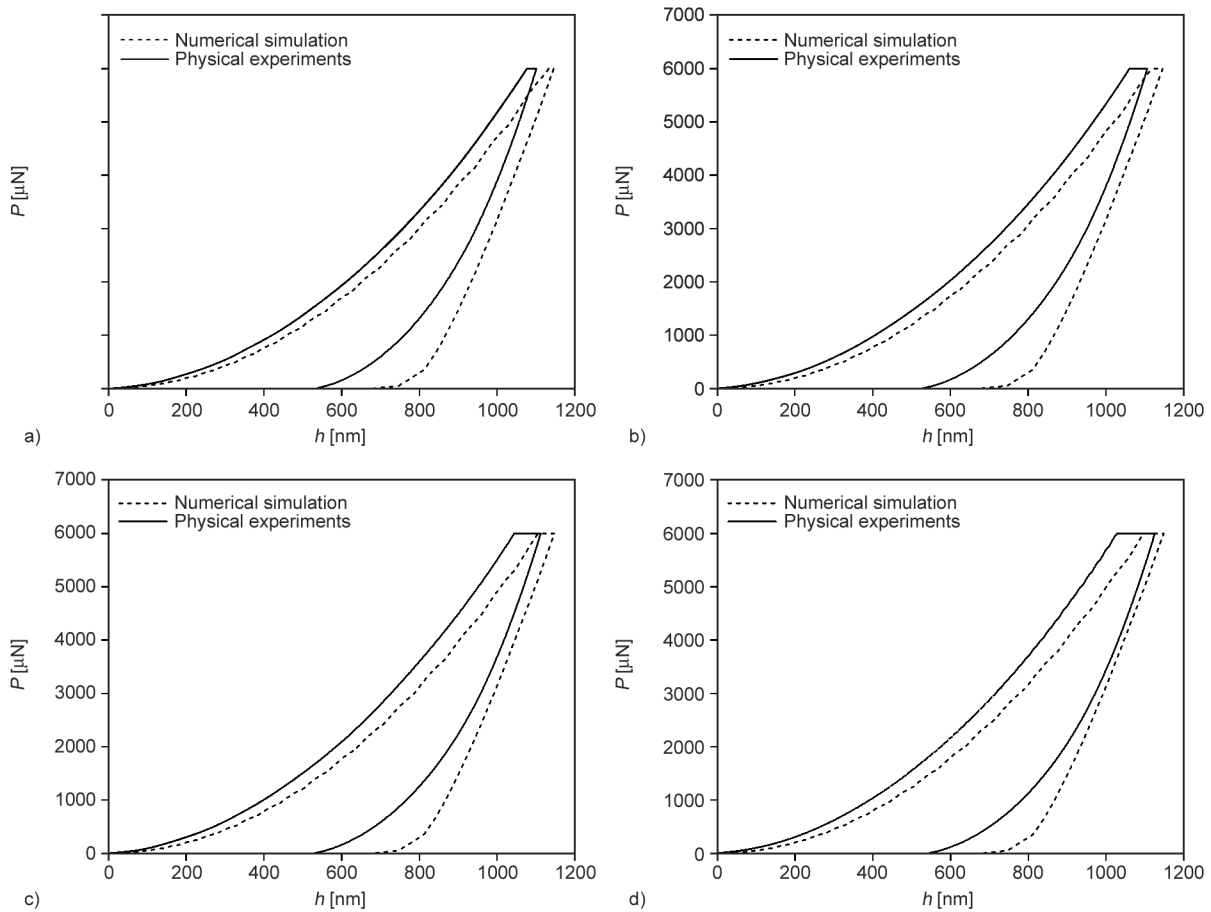 Numerical simulation
Physical experiments
P [μN]
0 200 400 600 800 1000 1200
h [nm]
a)
7000
6000
5000
4000
3000
2000
1000
0
Numerical simulation
Physical experiments
P [μN]
0 200 400 600 800 1000 1200
h [nm]
b)
7000
6000
5000
4000
3000
2000
1000
0
Numerical simulation
Physical experiments
P [μN]
0 200 400 600 800 1000 1200
h [nm]
c)
7000
6000
5000
4000
3000
2000
1000
0
Numerical simulation
Physical experiments
P [μN]
0 200 400 600 800 1000 1200
h [nm]
d)